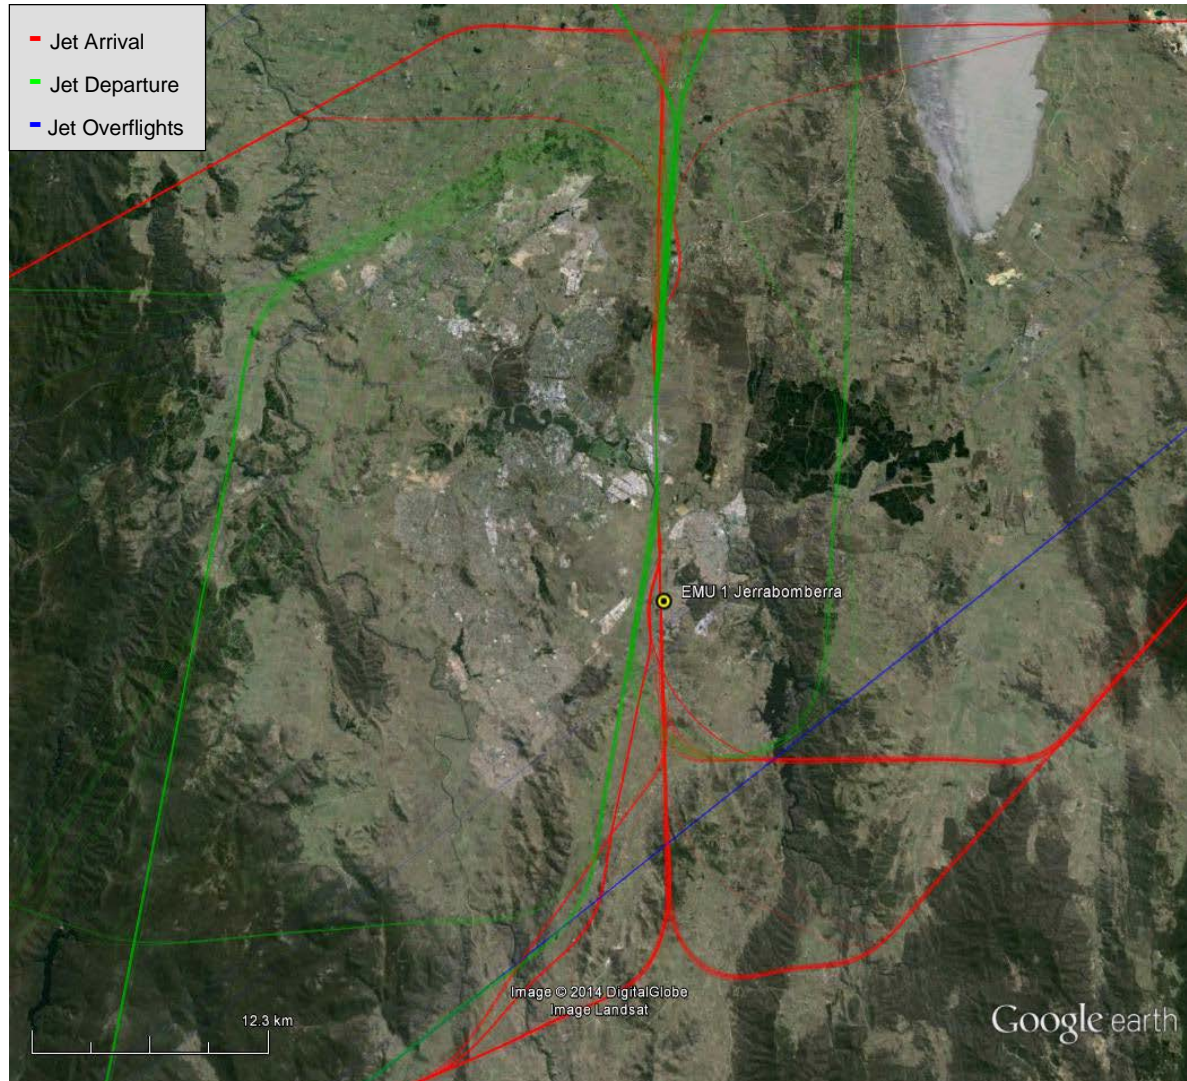 Jet Arrival
Jet Departure
Jet Overflights
EMU 1 Jerrabomberra
Image © 2014 DigitalGlobe
Image Landsat
12.3 km
Google earth